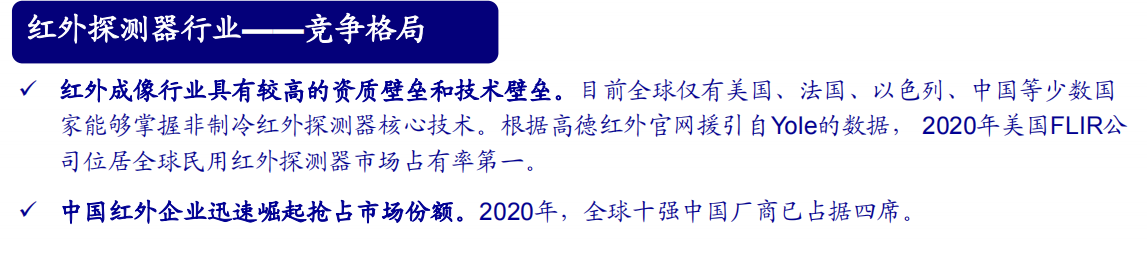 红外探测器行业——竞争格局
✓ 红外成像行业具有较高的资质壁垒和技术壁垒。目前全球仅有美国、法国、以色列、中国等少数国
家能够掌握非制冷红外探测器核心技术。根据高德红外官网援引自Yole的数据， 2020年美国FLIR公
司位居全球民用红外探测器市场占有率第一。
✓ 中国红外企业迅速崛起抢占市场份额。2020年，全球十强中国厂商已占据四席。